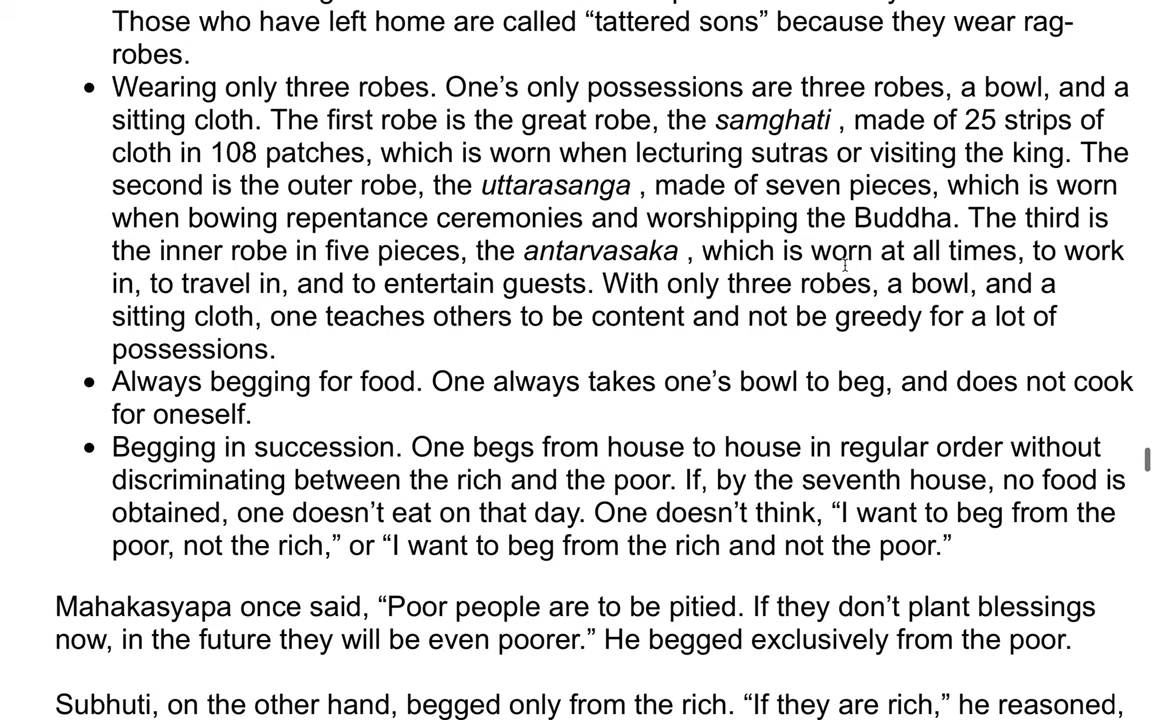 Those who have left home are called “tattered sons” because they wear rag-
robes.
• Wearing only three robes. One’s only possessions are three robes, a bowl, and a
sitting cloth. The first robe is the great robe, the samghati , made of 25 strips of
cloth in 108 patches, which is worn when lecturing sutras or visiting the king. The
second is the outer robe, the uttarasanga , made of seven pieces, which is worn
when bowing repentance ceremonies and worshipping the Buddha. The third is
the inner robe in five pieces, the antarvasaka , which is worn at all times, to work
in, to travel in, and to entertain guests. With only three robes, a bowl, and a
sitting cloth, one teaches others to be content and not be greedy for a lot of
possessions.
• Always begging for food. One always takes one’s bowl to beg, and does not cook
for oneself.
• Begging in succession. One begs from house to house in regular order without
discriminating between the rich and the poor. If, by the seventh house, no food is
obtained, one doesn’t eat on that day. One doesn’t think, “I want to beg from the
poor, not the rich,” or “I want to beg from the rich and not the poor.”
Mahakasyapa once said, “Poor people are to be pitied. If they don’t plant blessings
now, in the future they will be even poorer.” He begged exclusively from the poor.
Subhuti, on the other hand, begged only from the rich. “If they are rich,” he reasoned,